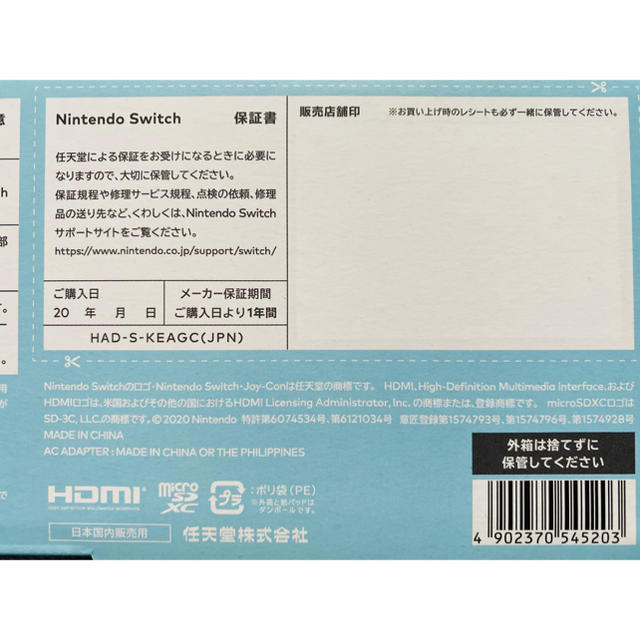 意
ch
部
す。
。
用
が
で
Nintendo Switch 保証書
任天堂による保証をお受けになるときに必要に
なりますので、大切に保管してください。
保証規程や修理サービス規程、点検の依頼、修理
品の送り先など、くわしくは、Nintendo Switch
サポートサイトをご覧ください。
https://www.nintendo.co.jp/support/switch/
ご購入日
20 年 月 日
メーカー保証期間
ご購入日より1年間
HAD-S-KEAGC(JPN)
販売店舗印 ※お買い上げ時のレシートも必ず一緒に保管してください。
Nintendo Switchのロゴ・Nintendo Switch・Joy-Conは任天堂の商標です。 HDMI、High-Definition Multimedia Interface、および
HDMIロゴは、米国およびその他の国におけるHDMI Licensing Administrator, Inc. の商標または、登録商標です。 microSDXCロゴは
SD-3C, LLC.の商標です。©2020 Nintendo 特許第6074534号、第6121034号 意匠登録第1574793号、第1574796号、第1574928号
MADE IN CHINA
AC ADAPTER : MADE IN CHINA OR THE PHILIPPINES
HDMI
HIGH-DEFINITION MULTIMEDIA INTERFACE
micro
SD
XC
プラ
:ポリ袋(PE)
※外箱と紙パッドは
ダンボールです。
日本国内販売用
任天堂株式会社
外箱は捨てずに
保管してください
4 902370 545203